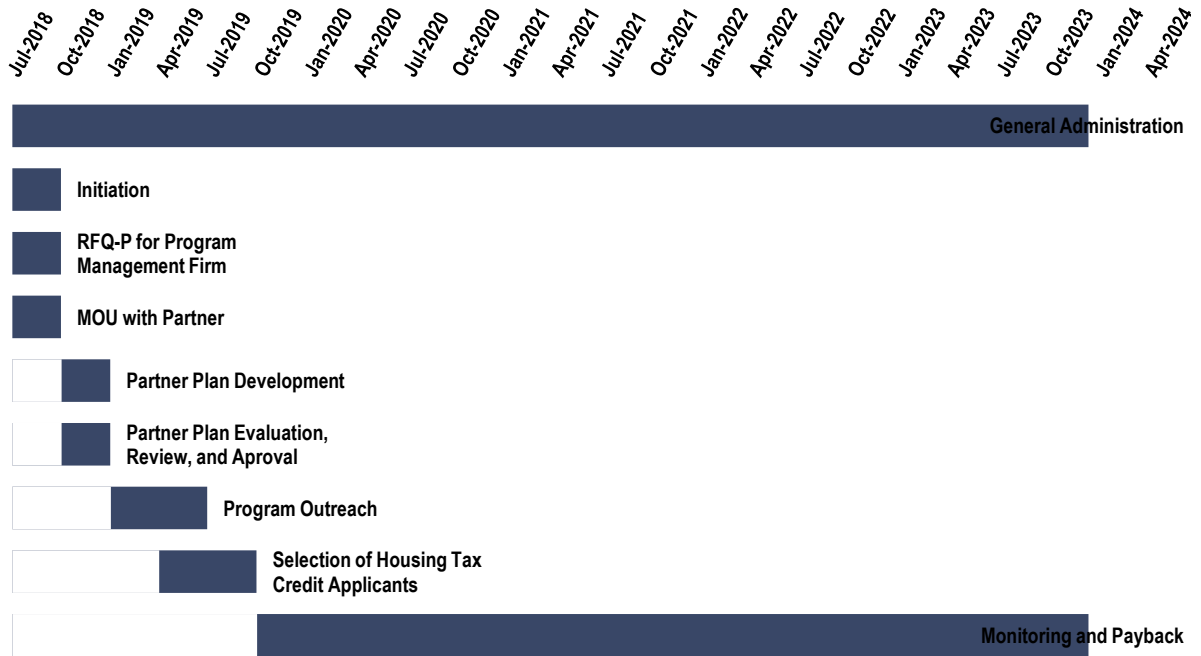 Jul-2018
Oct-2018
Jan-2019
Apr-2019
Jul-2019
Oct-2019
Jan-2020
Apr-2020
Jul-2020
Oct-2020
Jan-2021
Apr-2021
Jul-2021
Oct-2021
Jan-2022
Apr-2022
Jul-2022
Oct-2022
Jan-2023
Apr-2023
Jul-2023
Oct-2023
Jan-2024
Apr-2024
General Administration
Initiation
RFQ-P for Program
Management Firm
MOU with Partner
Partner Plan Development
Partner Plan Evaluation,
Review, and Aproval
Program Outreach
Selection of Housing Tax
Credit Applicants
Monitoring and Payback